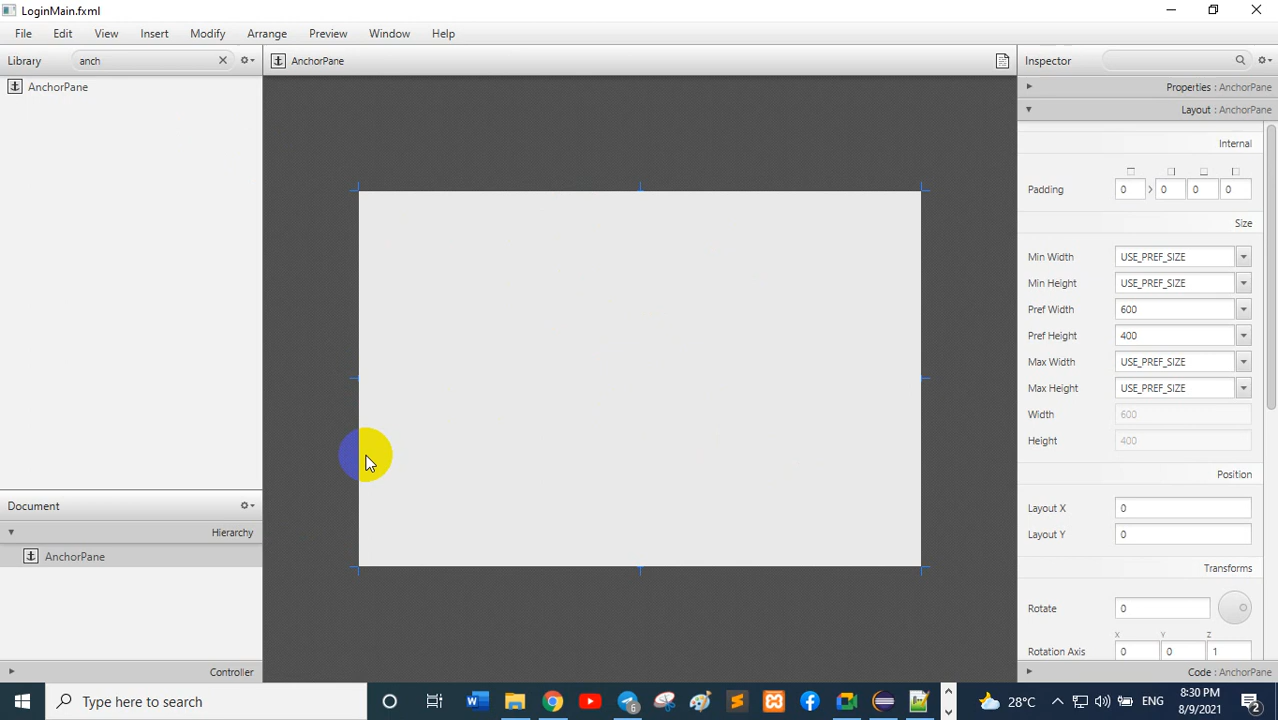 LoginMain.fxml
File Edit View Insert Modify Arrange Preview Window Help
Library anch
AnchorPane
Inspector
AnchorPane
Properties : AnchorPane
Layout : AnchorPane
Internal
Padding 0 0 0 0
Size
Min Width USE_PREF_SIZE
Min Height USE_PREF_SIZE
Pref Width 600
Pref Height 400
Max Width USE_PREF_SIZE
Max Height USE_PREF_SIZE
Width 600
Height 400
Position
Layout X 0
Layout Y 0
Transforms
Rotate 0
X Y Z
Rotation Axis 0 0 1
Code : AnchorPane
Document
Hierarchy
AnchorPane
Controller
Type here to search
6
28°C
ENG
8:30 PM
8/9/2021
2